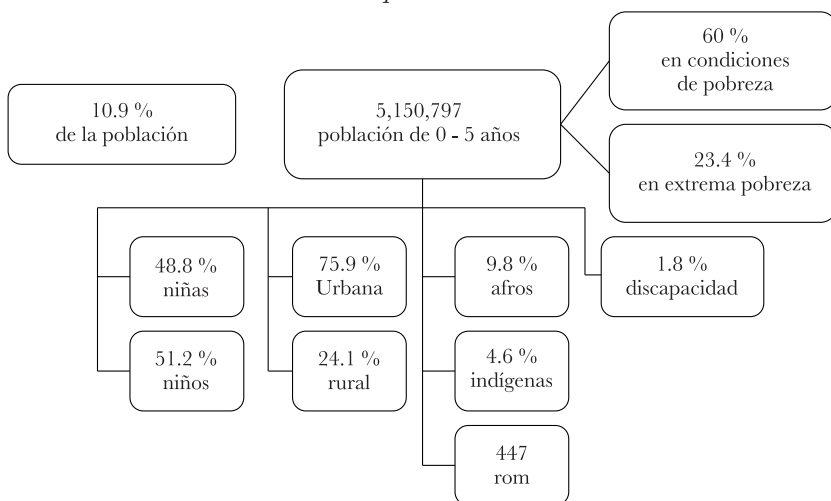 60 %
en condiciones
de pobreza
10.9 %
de la población
5,150,797
población de 0 - 5 años
23.4 %
en extrema pobreza
48.8 %
niñas
75.9 %
Urbana
9.8 %
afros
1.8 %
discapacidad
51.2 %
niños
24.1 %
rural
4.6 %
indígenas
447
rom